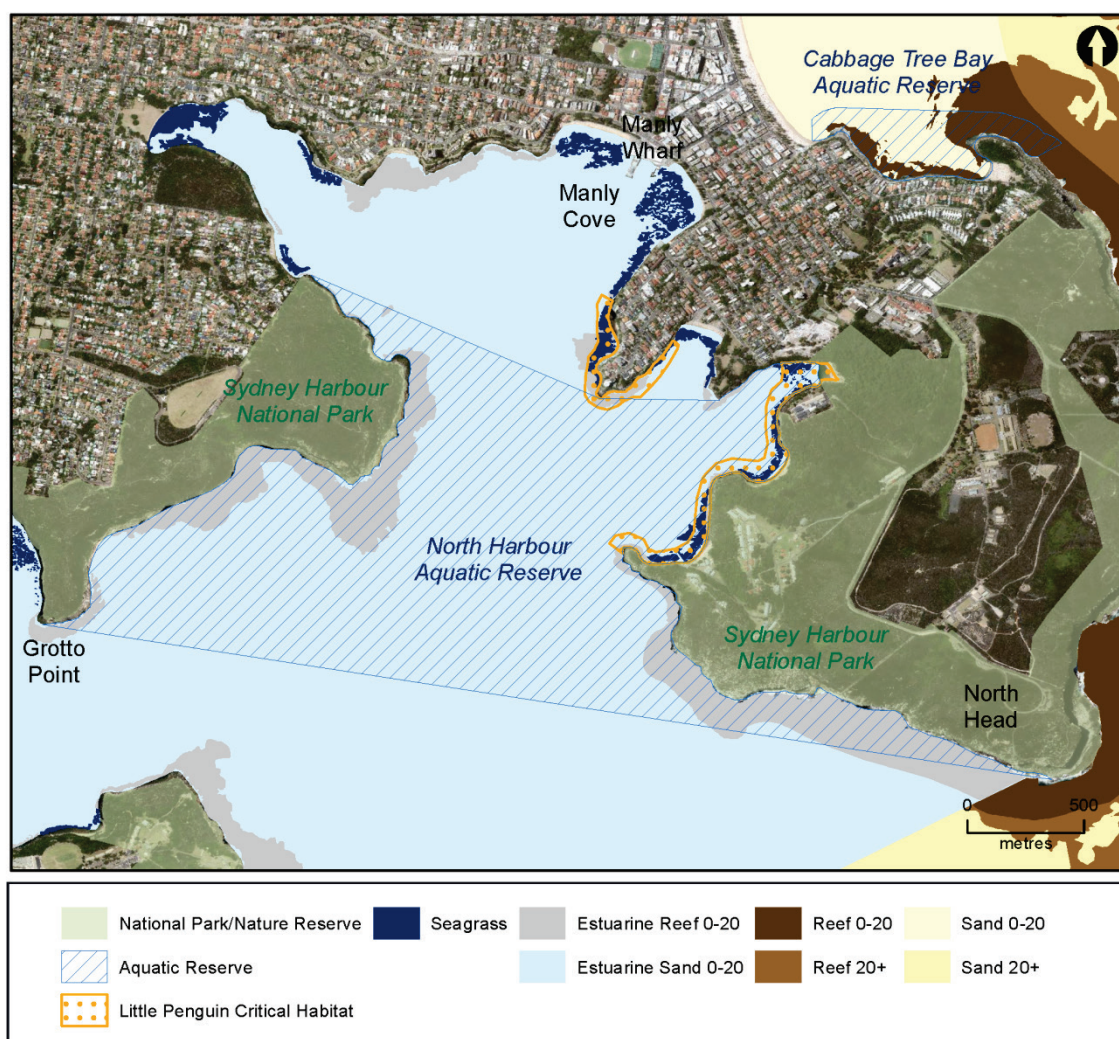 Cabbage Tree Bay
Aquatic Reserve
Manly
Wharf
Manly
Cove
Sydney Harbour
National Park
North Harbour
Aquatic Reserve
Grotto
Point
Sydney Harbour
National Park
North
Head
0 500
metres
National Park/Nature Reserve
Seagrass
Estuarine Reef 0-20
Reef 0-20
Sand 0-20
Aquatic Reserve
Estuarine Sand 0-20
Reef 20+
Sand 20+
Little Penguin Critical Habitat